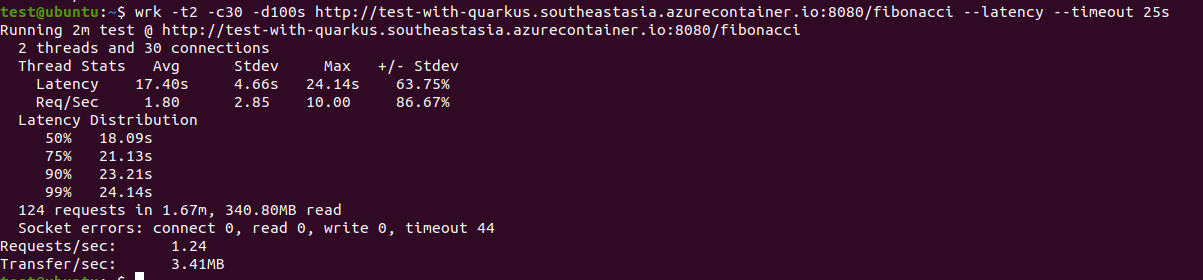 test@ubuntu:~$ wrk -t2 -c30 -d100s http://test-with-quarkus.southeastasia.azurecontainer.io:8080/fibonacci --latency --timeout 25s
Running 2m test @ http://test-with-quarkus.southeastasia.azurecontainer.io:8080/fibonacci
  2 threads and 30 connections
  Thread Stats   Avg      Stdev     Max   +/- Stdev
    Latency    17.40s     4.66s   24.14s    63.75%
    Req/Sec     1.80      2.85    10.00     86.67%
  Latency Distribution
     50%   18.09s
     75%   21.13s
     90%   23.21s
     99%   24.14s
  124 requests in 1.67m, 340.80MB read
  Socket errors: connect 0, read 0, write 0, timeout 44
Requests/sec:      1.24
Transfer/sec:      3.41MB
test@ubuntu:~$